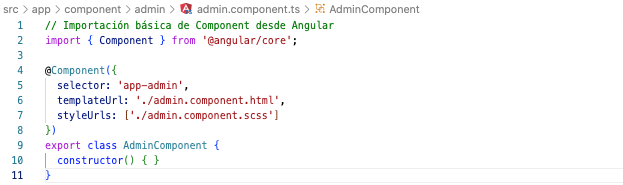 src > app > component > admin > admin.component.ts > AdminComponent
1 // Importación básica de Component desde Angular
2 import { Component } from '@angular/core';
3
4 @Component({
5 selector: 'app-admin',
6 templateUrl: './admin.component.html',
7 styleUrls: ['./admin.component.scss']
8 })
9 export class AdminComponent {
10 constructor() { }
11 }